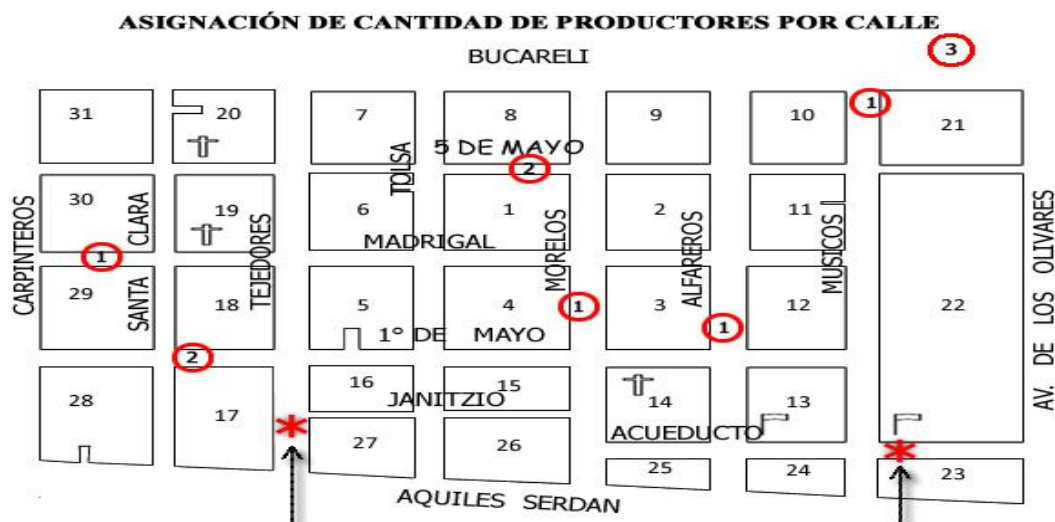 ASIGNACIÓN DE CANTIDAD DE PRODUCTORES POR CALLE
BUCARELI
3
31
20
7
8
9
10
1
21
5 DE MAYO
TOLSA
2
CARPINTEROS
30
SANTA CLARA
19
TEJEDORES
6
1
MORELOS
2
ALFAREROS
11
MUSICOS
AV. DE LOS OLIVARES
MADRIGAL
1
29
18
5
4
1
3
1
12
22
1° DE MAYO
2
28
17
16
15
14
13
JANITZIO
ACUEDUCTO
27
26
25
24
23
AQUILES SERDAN